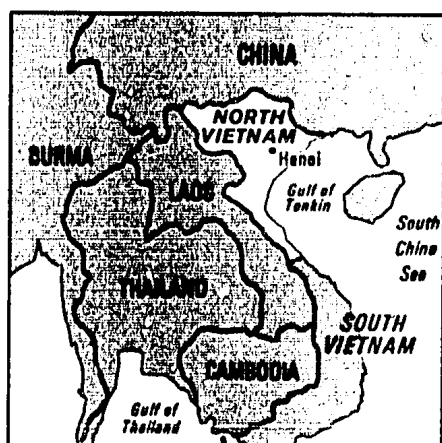 CHINA
NORTH
VIETNAM
Hanoi
BURMA
LAOS
Gulf of
Tonkin
South
China
Sea
THAILAND
SOUTH
VIETNAM
CAMBODIA
Gulf of
Thailand